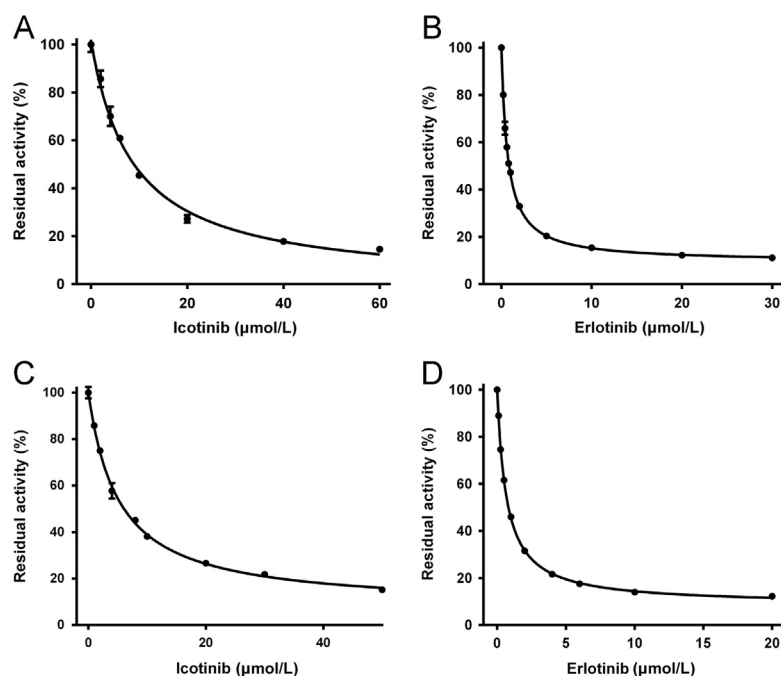 A
Residual activity (%)
100
80
60
40
20
0
0 20 40 60
Icotinib (μmol/L)
B
Residual activity (%)
100
80
60
40
20
0
0 10 20 30
Erlotinib (μmol/L)
C
Residual activity (%)
100
80
60
40
20
0
0 20 40
Icotinib (μmol/L)
D
Residual activity (%)
100
80
60
40
20
0
0 5 10 15 20
Erlotinib (μmol/L)